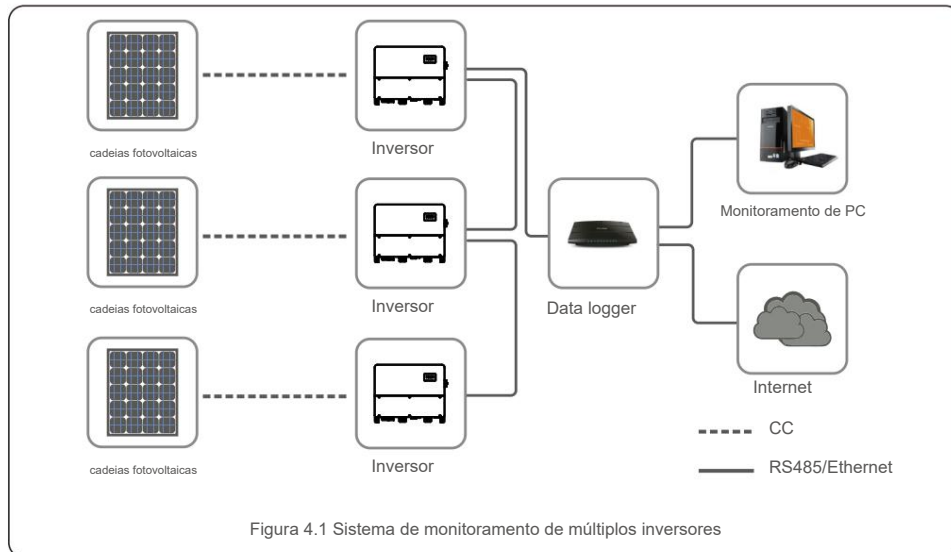 cadeias fotovoltaicas
Inversor
Monitoramento de PC
cadeias fotovoltaicas
Inversor
Data logger
Internet
cadeias fotovoltaicas
Inversor
CC
RS485/Ethernet
Figura 4.1 Sistema de monitoramento de múltiplos inversores